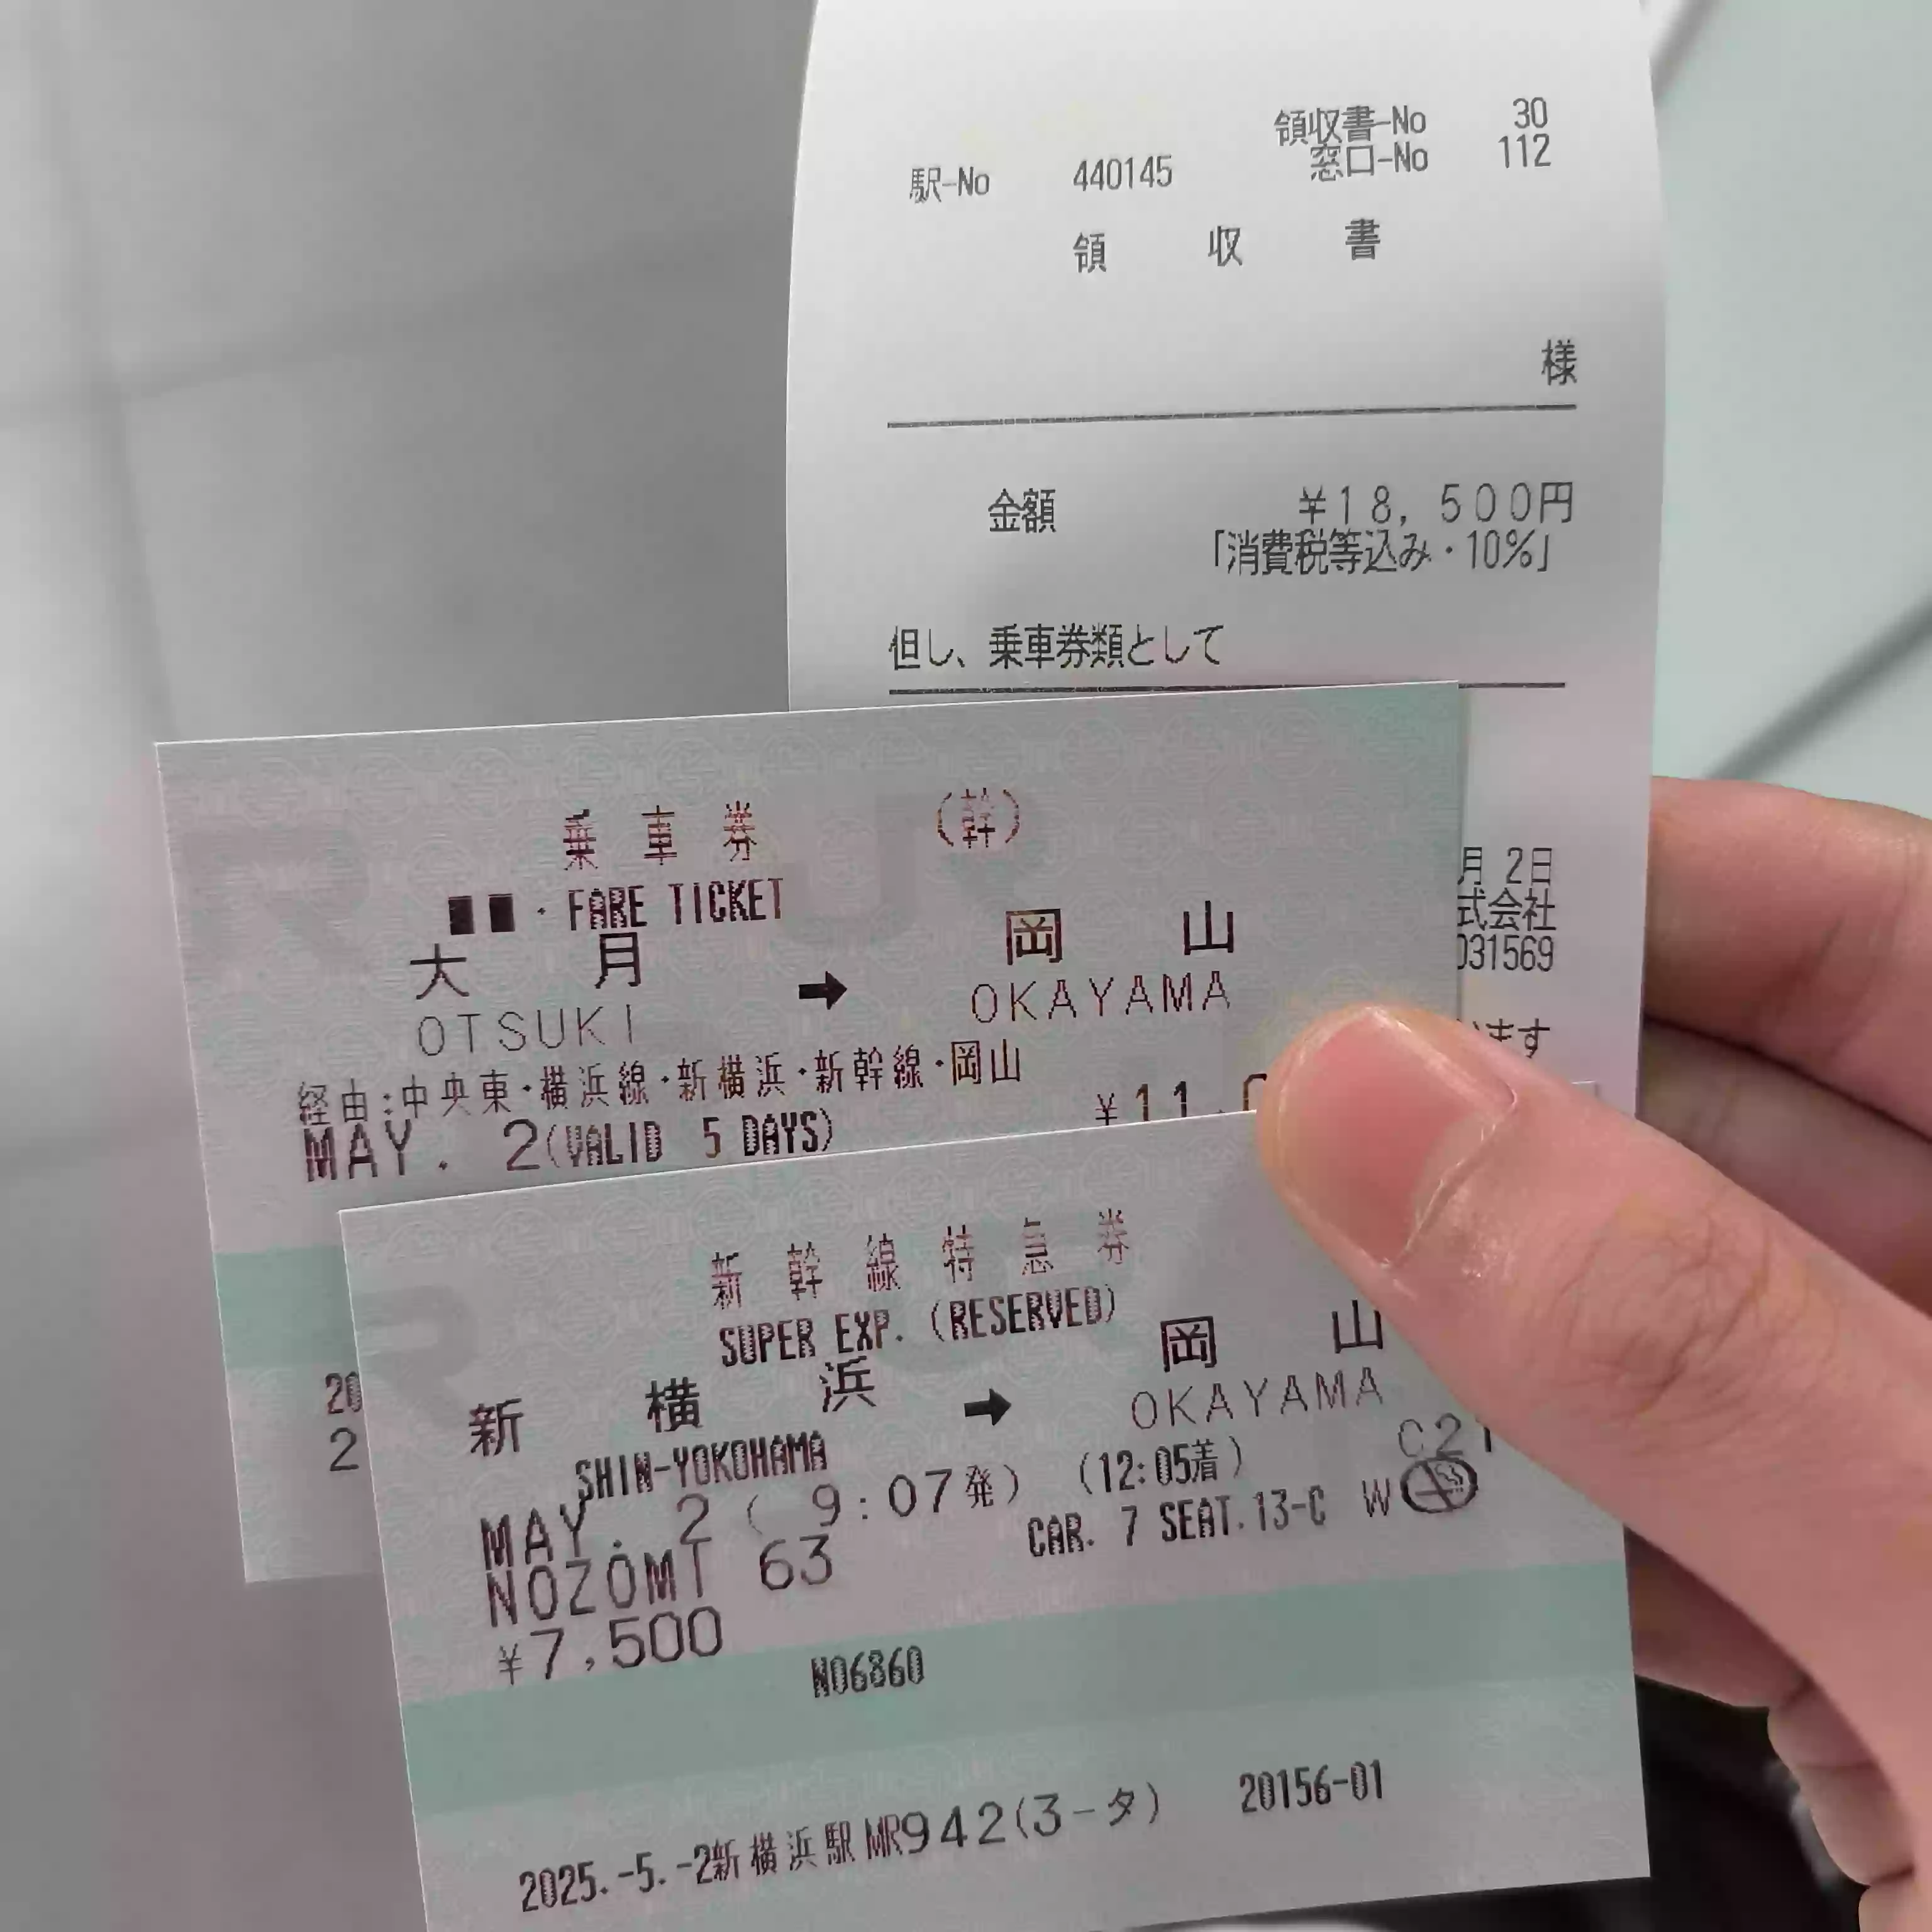 領収書-No 30
駅-No 440145 窓口-No 112
領収書
様
金額 ¥18,500円
「消費税等込み・10%」
但し、乗車券類として
月 2日
式会社
031569
ます
乗車券 (幹)
■■・FARE TICKET
大月 → 岡山
OTSUKI OKAYAMA
経由:中央東・横浜線・新横浜・新幹線・岡山
MAY. 2(VALID 5 DAYS) ¥11,0
20
2
新幹線特急券
SUPER EXP. (RESERVED)
新横浜 → 岡山
SHIN-YOKOHAMA OKAYAMA
C21
MAY. 2 ( 9:07発) (12:05着)
NOZOMI 63 CAR. 7 SEAT.13-C W
¥7,500
N06860
2025.-5.-2新横浜駅MR942(3-タ) 20156-01